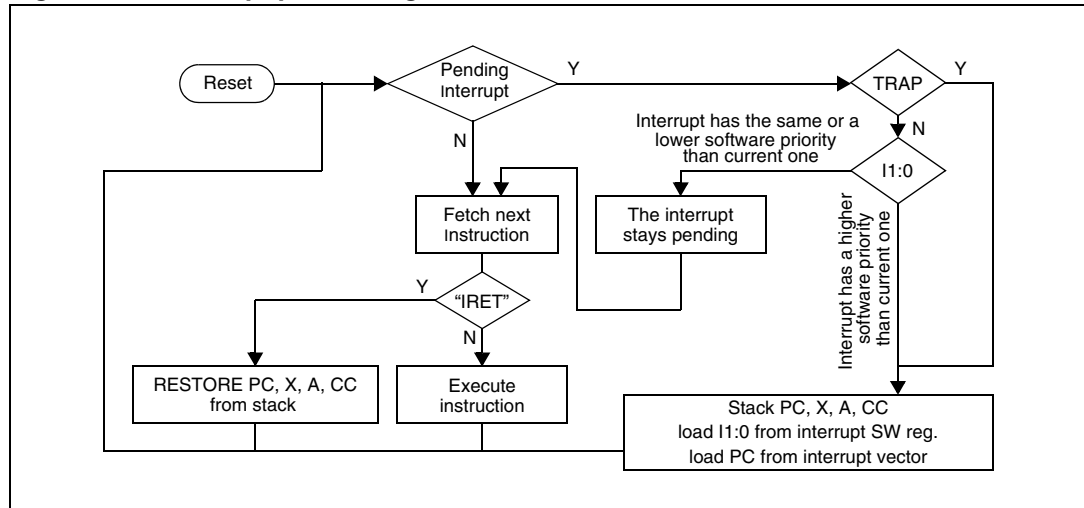 Reset
Pending
interrupt
Y
TRAP
Y
N
Interrupt has the same or a
lower software priority
than current one
N
I1:0
Fetch next
instruction
The interrupt
stays pending
Interrupt has a higher
software priority
than current one
Y
“IRET”
N
RESTORE PC, X, A, CC
from stack
Execute
instruction
Stack PC, X, A, CC
load I1:0 from interrupt SW reg.
load PC from interrupt vector